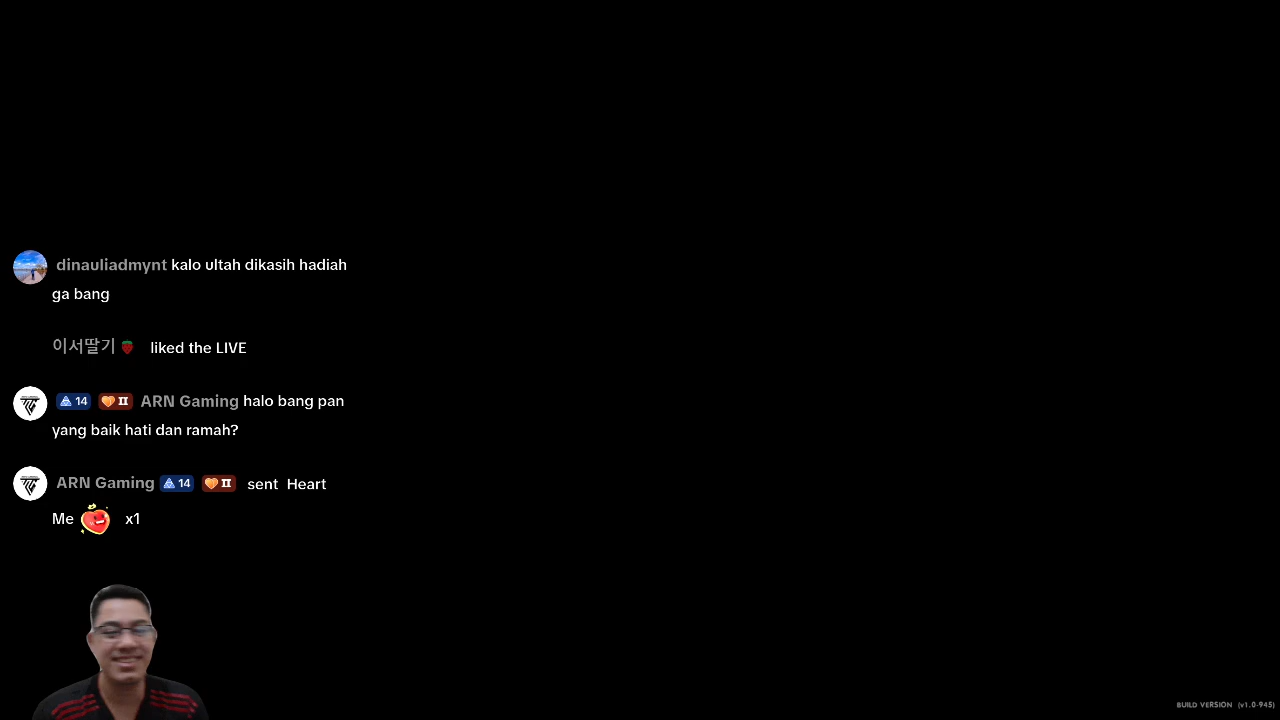 dinauliadmynt kalo ultah dikasih hadiah
ga bang
이서딸기 liked the LIVE
14 II ARN Gaming halo bang pan
yang baik hati dan ramah?
ARN Gaming 14 II sent Heart
Me x1
BUILD VERSION (v1.0-945)